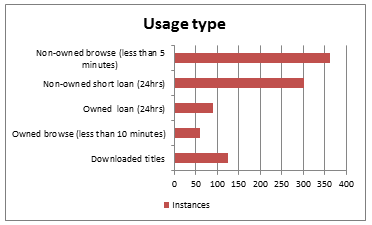 Usage type
Non-owned browse (less than 5
minutes)
Non-owned short loan (24hrs)
Owned  loan (24hrs)
Owned browse (less than 10 minutes)
Downloaded titles
0 50 100 150 200 250 300 350 400
Instances